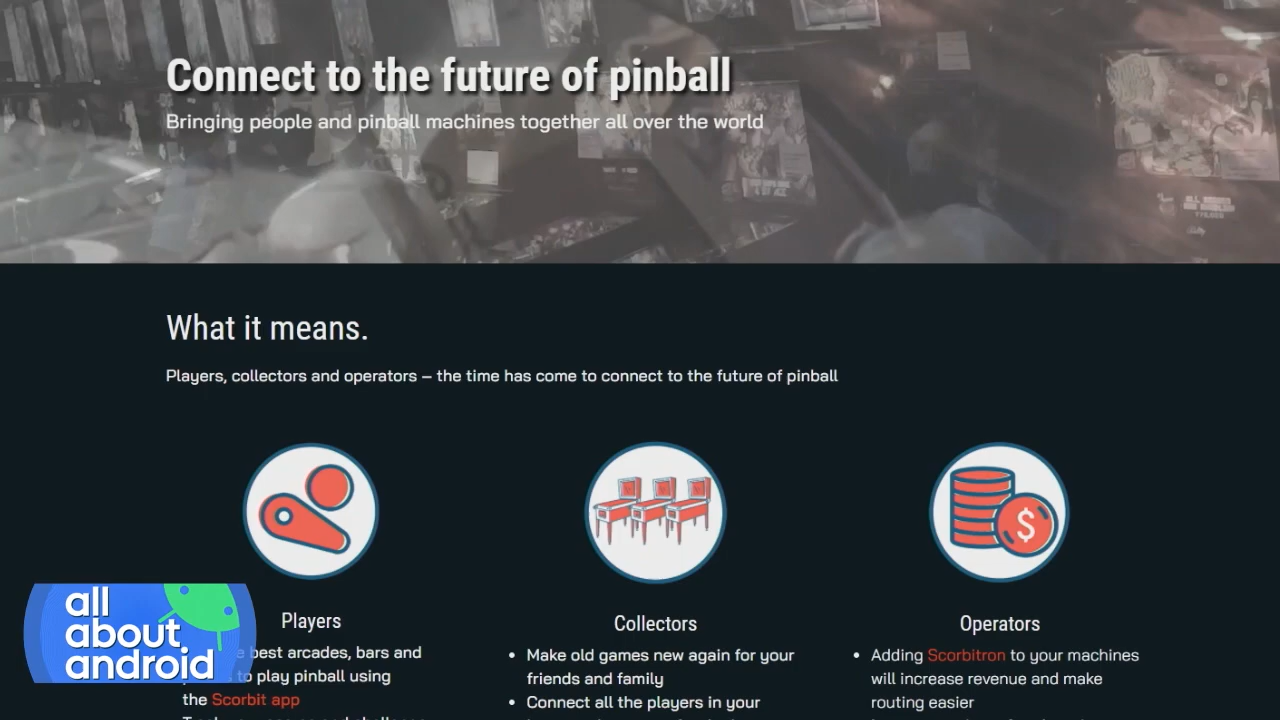 Connect to the future of pinball
Bringing people and pinball machines together all over the world
What it means.
Players, collectors and operators – the time has come to connect to the future of pinball
$
Players
best arcades, bars and
to play pinball using
the Scorbit app
Collectors
Make old games new again for your
friends and family
Connect all the players in your
Operators
Adding Scorbitron to your machines
will increase revenue and make
routing easier
all
about
android